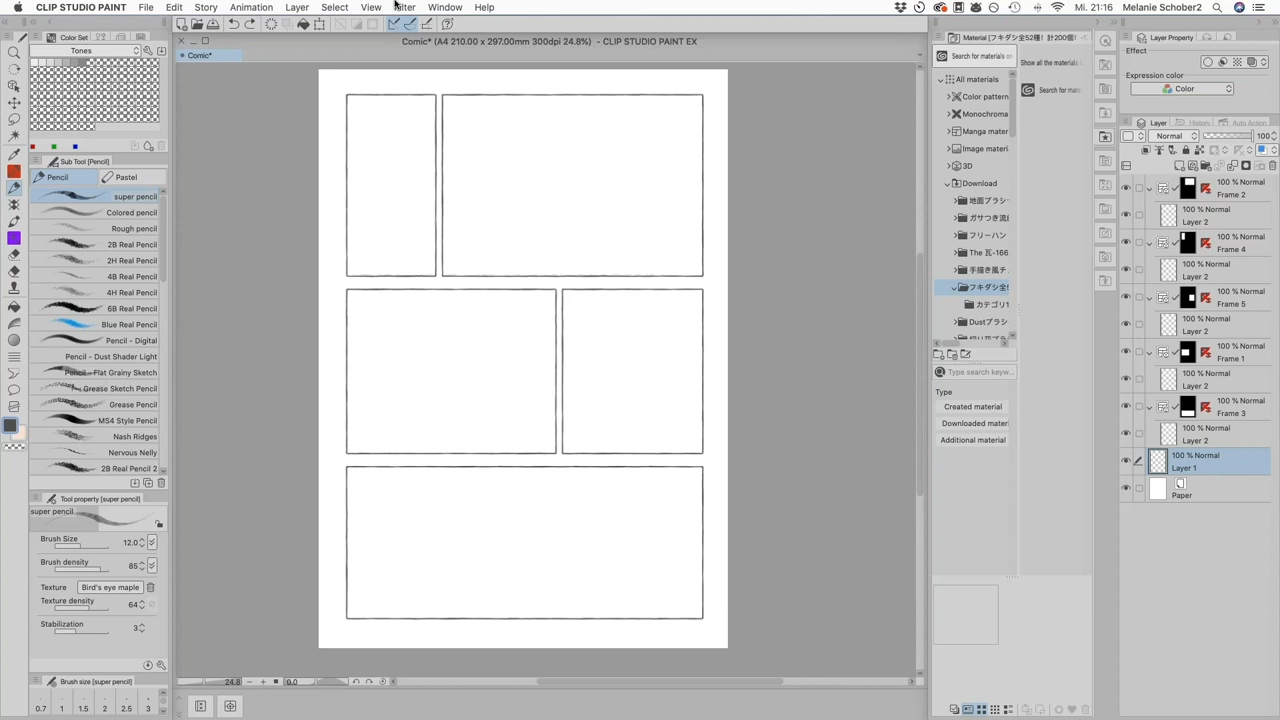 CLIP STUDIO PAINT File Edit Story Animation Layer Select View Filter Window Help Mi. 21:16 Melanie Schober2
Comic* (A4 210.00 x 297.00mm 300dpi 24.8%) - CLIP STUDIO PAINT EX
Comic*
Color Set
Tones
Sub Tool [Pencil]
Pencil Pastel
super pencil
Colored pencil
Rough pencil
2B Real Pencil
2H Real Pencil
4B Real Pencil
4H Real Pencil
6B Real Pencil
Blue Real Pencil
Pencil - Digital
Pencil - Dust Shader Light
Pencil - Flat Grainy Sketch
Grease Sketch Pencil
Grease Pencil
MS4 Style Pencil
Nash Ridges
Nervous Nelly
2B Real Pencil 2
Tool property [super pencil]
super pencil
Brush Size 12.0
Brush density 85
Texture Bird's eye maple
Texture density 64
Stabilization 3
Brush size [super pencil]
0.7 1 1.5 2 2.5 3
24.8 0.0
Material [フキダシ全52種!
Search for materials on
Show all the materials
Search for mate
All materials
Color pattern
Monochroma
Manga mater
Image materi
3D
Download
地面ブラシ
ガサつき流
フリーハン
The 瓦-166
手描き風チ
フキダシ全
カテゴリ1
Dustブラシ
Type search keyw...
Type
Created material
Downloaded mater
Additional material
Layer Property
Effect
Expression color
Color
Layer History Auto Action
Normal 100
100 % Normal
Frame 2
100 % Normal
Layer 2
100 % Normal
Frame 4
100 % Normal
Layer 2
100 % Normal
Frame 5
100 % Normal
Layer 2
100 % Normal
Frame 1
100 % Normal
Layer 2
100 % Normal
Frame 3
100 % Normal
Layer 2
100 % Normal
Layer 1
Paper